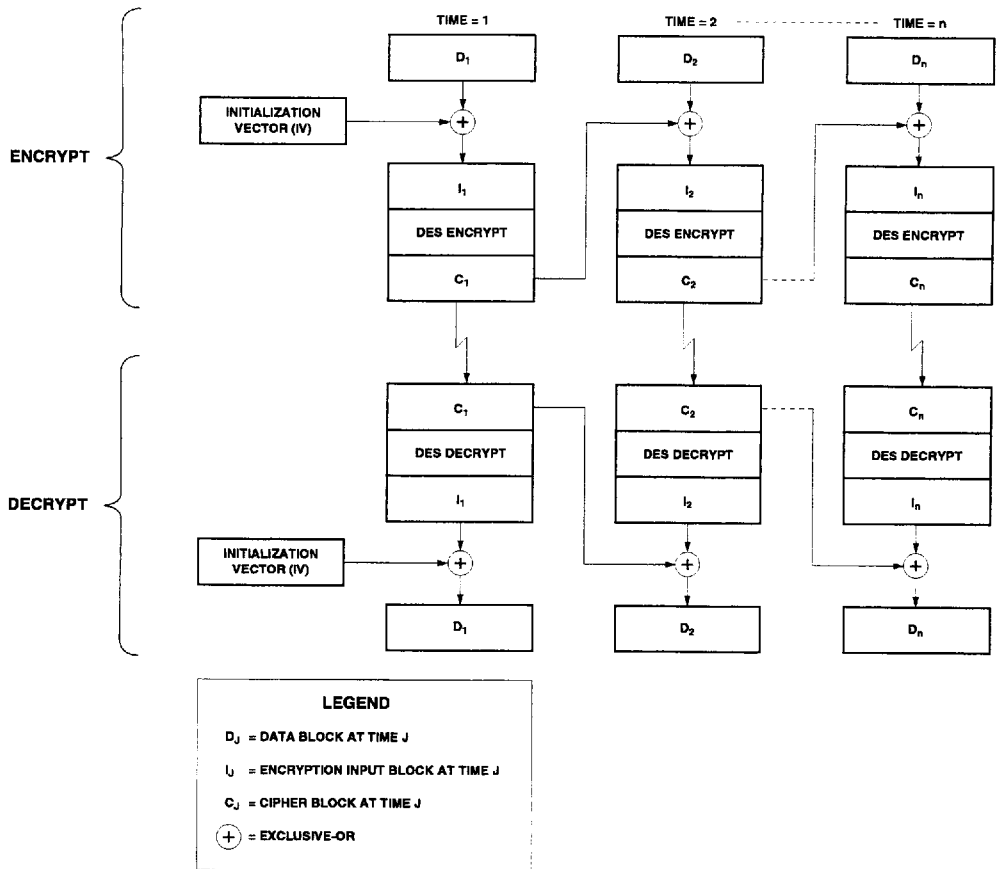 TIME = 1
TIME = 2
TIME = n
D₁
D₂
Dₙ
INITIALIZATION
VECTOR (IV)
+
+
+
ENCRYPT
I₁
I₂
Iₙ
DES ENCRYPT
DES ENCRYPT
DES ENCRYPT
C₁
C₂
Cₙ
C₁
C₂
Cₙ
DES DECRYPT
DES DECRYPT
DES DECRYPT
DECRYPT
I₁
I₂
Iₙ
INITIALIZATION
VECTOR (IV)
+
+
+
D₁
D₂
Dₙ
LEGEND
D_J = DATA BLOCK AT TIME J
I_J = ENCRYPTION INPUT BLOCK AT TIME J
C_J = CIPHER BLOCK AT TIME J
+ = EXCLUSIVE-OR